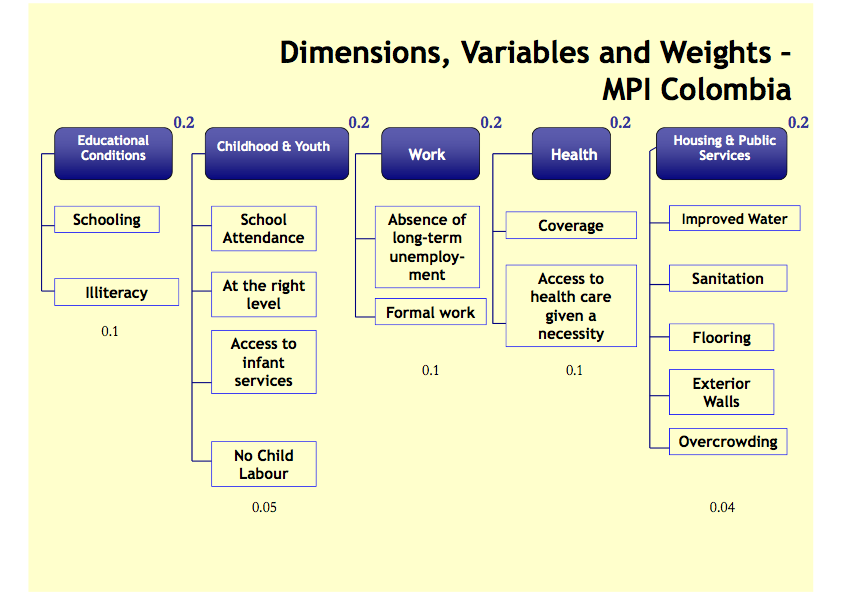 Dimensions, Variables and Weights –
MPI Colombia
0.2
Educational
Conditions
Schooling
Illiteracy
0.1
0.2
Childhood & Youth
School
Attendance
At the right
level
Access to
infant
services
No Child
Labour
0.05
0.2
Work
Absence of
long-term
unemploy-
ment
Formal work
0.1
0.2
Health
Coverage
Access to
health care
given a
necessity
0.1
0.2
Housing & Public
Services
Improved Water
Sanitation
Flooring
Exterior
Walls
Overcrowding
0.04